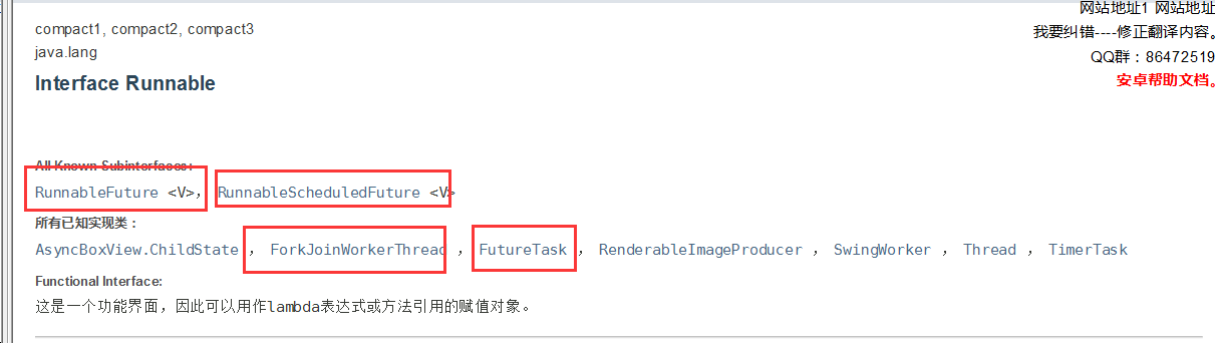 网站地址1 网站地址
compact1, compact2, compact3
我要纠错----修正翻译内容。
java.lang
QQ群：86472519
Interface Runnable
安卓帮助文档。
All Known Subinterfaces:
RunnableFuture <V>， RunnableScheduledFuture <V>
所有已知实现类：
AsyncBoxView.ChildState ， ForkJoinWorkerThread ， FutureTask ， RenderableImageProducer ， SwingWorker ， Thread ， TimerTask
Functional Interface:
这是一个功能界面，因此可以用作lambda表达式或方法引用的赋值对象。